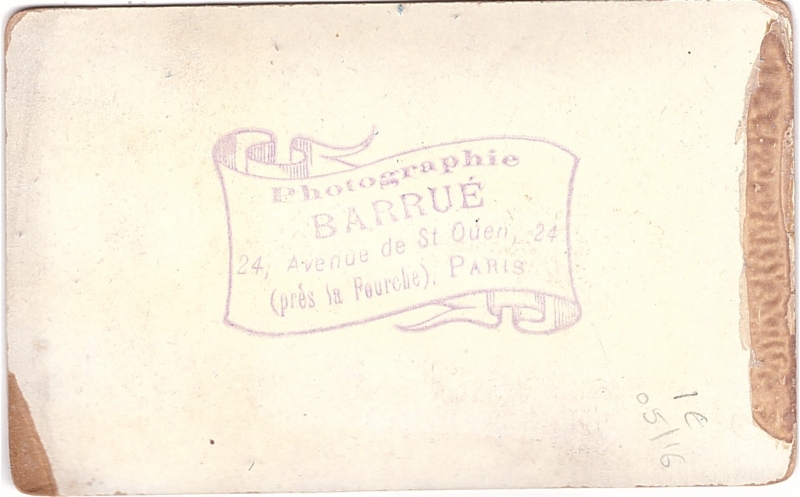 Photographie
BARRUÉ
24, Avenue de St Ouen, 24
(près la Fourche), PARIS
1€
05/16